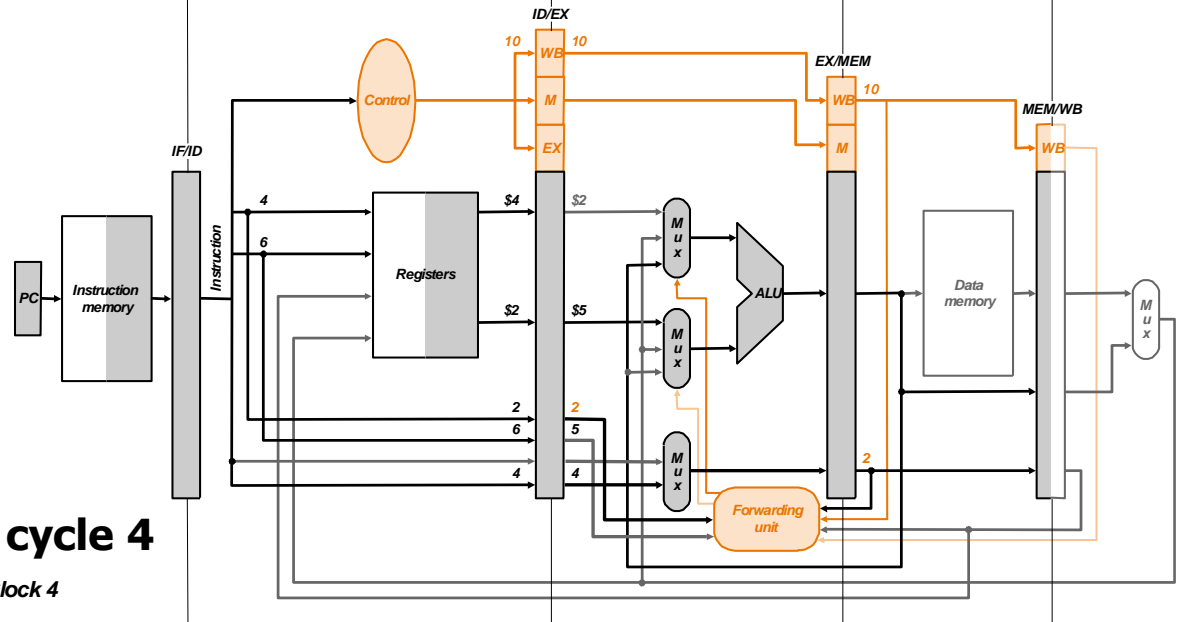 ID/EX
10
WB
10
EX/MEM
Control
M
WB
10
MEM/WB
IF/ID
EX
M
WB
4
$4
$2
M
u
x
6
Instruction
PC
Instruction
memory
Registers
ALU
Data
memory
M
u
x
$2
$5
M
u
x
2
2
6
5
4
4
M
u
x
2
Forwarding
unit
cycle 4
lock 4